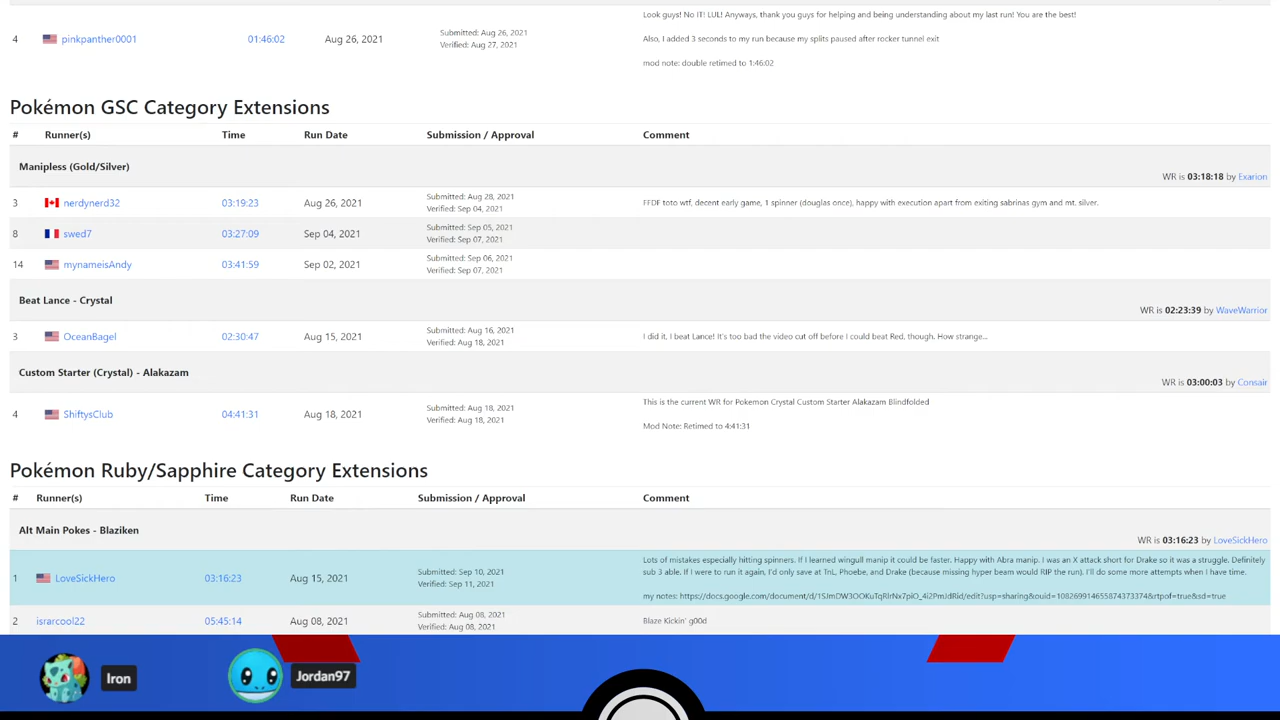 Look guys! No IT! LUL! Anyways, thank you guys for helping and being understanding about my last run! You are the best!
4 pinkpanther0001 01:46:02 Aug 26, 2021 Submitted: Aug 26, 2021
Verified: Aug 27, 2021
Also, I added 3 seconds to my run because my splits paused after rocker tunnel exit
mod note: double retimed to 1:46:02
Pokémon GSC Category Extensions
# Runner(s) Time Run Date Submission / Approval Comment
Manipless (Gold/Silver)
WR is 03:18:18 by Exarion
3 nerdynerd32 03:19:23 Aug 26, 2021 Submitted: Aug 28, 2021
Verified: Sep 04, 2021
FFDF toto wtf, decent early game, 1 spinner (douglas once), happy with execution apart from exiting sabrinas gym and mt. silver.
8 swed7 03:27:09 Sep 04, 2021 Submitted: Sep 05, 2021
Verified: Sep 07, 2021
14 mynameisAndy 03:41:59 Sep 02, 2021 Submitted: Sep 06, 2021
Verified: Sep 07, 2021
Beat Lance - Crystal
WR is 02:23:39 by WaveWarrior
3 OceanBagel 02:30:47 Aug 15, 2021 Submitted: Aug 16, 2021
Verified: Aug 18, 2021
I did it, I beat Lance! It's too bad the video cut off before I could beat Red, though. How strange...
Custom Starter (Crystal) - Alakazam
WR is 03:00:03 by Consair
This is the current WR for Pokemon Crystal Custom Starter Alakazam Blindfolded
4 ShiftysClub 04:41:31 Aug 18, 2021 Submitted: Aug 18, 2021
Verified: Aug 18, 2021
Mod Note: Retimed to 4:41:31
Pokémon Ruby/Sapphire Category Extensions
# Runner(s) Time Run Date Submission / Approval Comment
Alt Main Pokes - Blaziken
WR is 03:16:23 by LoveSickHero
Lots of mistakes especially hitting spinners. If I learned wingull manip it could be faster. Happy with Abra manip. I was an X attack short for Drake so it was a struggle. Definitely
sub 3 able. If I were to run it again, I'd only save at TnL, Phoebe, and Drake (because missing hyper beam would RIP the run). I'll do some more attempts when I have time.
1 LoveSickHero 03:16:23 Aug 15, 2021 Submitted: Sep 10, 2021
Verified: Sep 11, 2021
my notes:
2 israrcool22 05:45:14 Aug 08, 2021 Submitted: Aug 08, 2021
Verified: Aug 08, 2021
Blaze Kickin' g00d
Iron
Jordan97